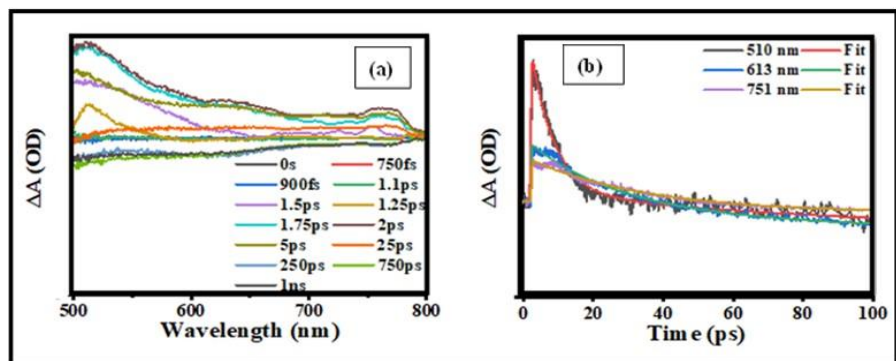 (a)
ΔA (OD)
0s 750fs
900fs 1.1ps
1.5ps 1.25ps
1.75ps 2ps
5ps 25ps
250ps 750ps
1ns
500 600 700 800
Wavelength (nm)
(b)
510 nm Fit
613 nm Fit
751 nm Fit
ΔA (OD)
0 20 40 60 80 100
Time (ps)